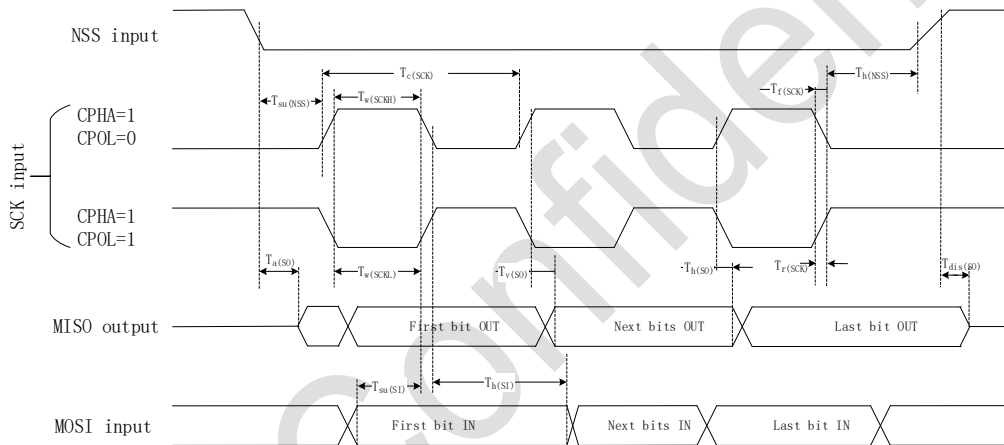 NSS input
Tc(SCK)
Th(NSS)
Tsu(NSS)
Tw(SCKH)
Tf(SCK)
SCK input
CPHA=1
CPOL=0
CPHA=1
CPOL=1
Ta(SO)
Tw(SCKL)
Tv(SO)
Th(SO)
Tr(SCK)
Tdis(SO)
MISO output
First bit OUT
Next bits OUT
Last bit OUT
Tsu(SI)
Th(SI)
MOSI input
First bit IN
Next bits IN
Last bit IN
Confiden